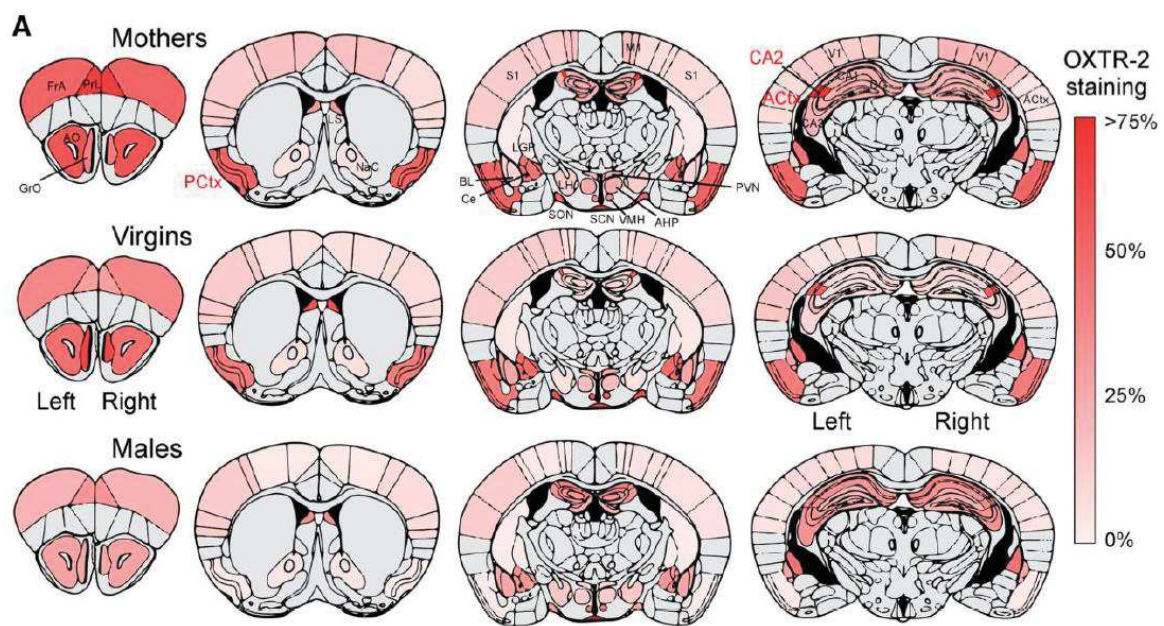 A
Mothers
FrA PrL
AO
GrO
PCtx
LS
NaC
M1
S1 S1
LGP
BL
Ce
LH
SON SCN VMH AHP
PVN
CA2
ACtx
V1 V1
CA1
DG
CA3
ACtx
OXTR-2
staining
>75%
50%
25%
0%
Virgins
Left Right
Left Right
Males